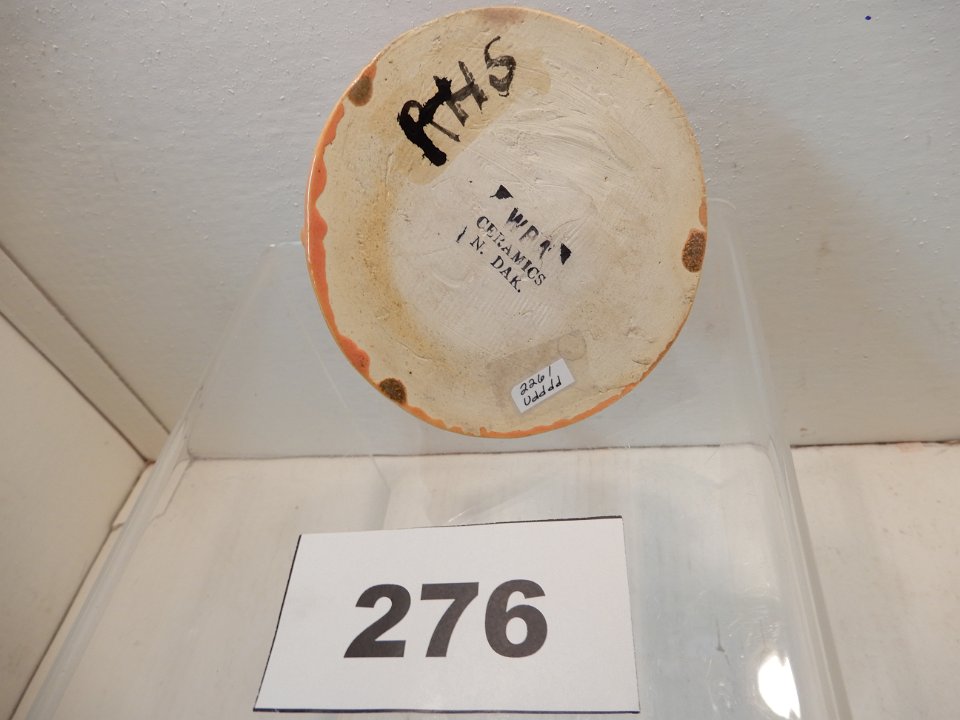 RHS
WPA
CERAMICS
N. DAK.
2261
Udddd
276